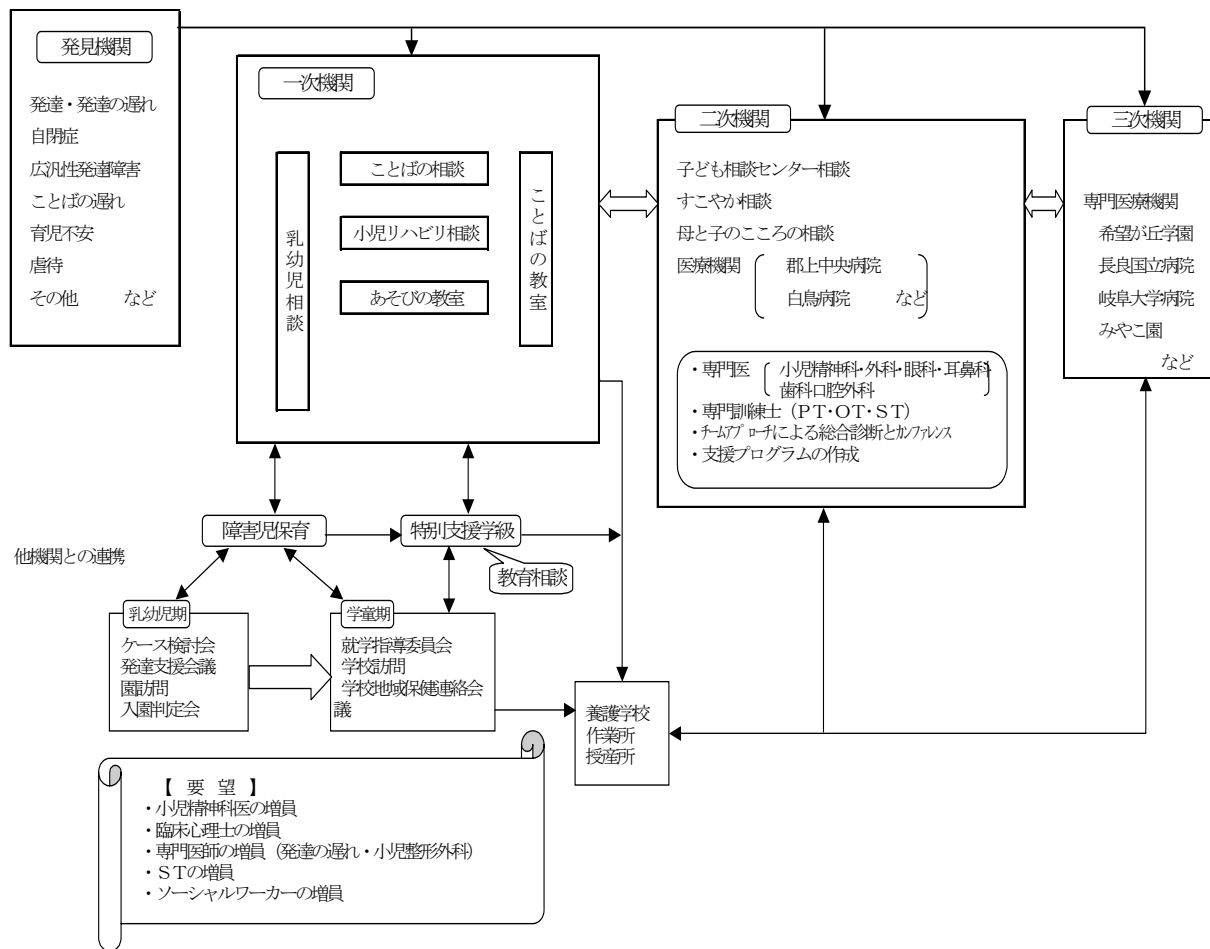 発見機関
発達・発達の遅れ
自閉症
広汎性発達障害
ことばの遅れ
育児不安
虐待
その他　など
一次機関
乳幼児相談
ことばの相談
小児リハビリ相談
あそびの教室
ことばの教室
二次機関
子ども相談センター相談
すこやか相談
母と子のこころの相談
医療機関　郡上中央病院
白鳥病院　など
・専門医　小児精神科・外科・眼科・耳鼻科
歯科口腔外科
・専門訓練士（PT・OT・ST）
・チームアプローチによる総合診断とカンファレンス
・支援プログラムの作成
三次機関
専門医療機関
希望が丘学園
長良国立病院
岐阜大学病院
みやこ園
など
他機関との連携
障害児保育
特別支援学級
教育相談
乳幼児期
ケース検討会
発達支援会議
園訪問
入園判定会
学童期
就学指導委員会
学校訪問
学校地域保健連絡会
議
養護学校
作業所
授産所
【 要 望 】
・小児精神科医の増員
・臨床心理士の増員
・専門医師の増員（発達の遅れ・小児整形外科）
・STの増員
・ソーシャルワーカーの増員